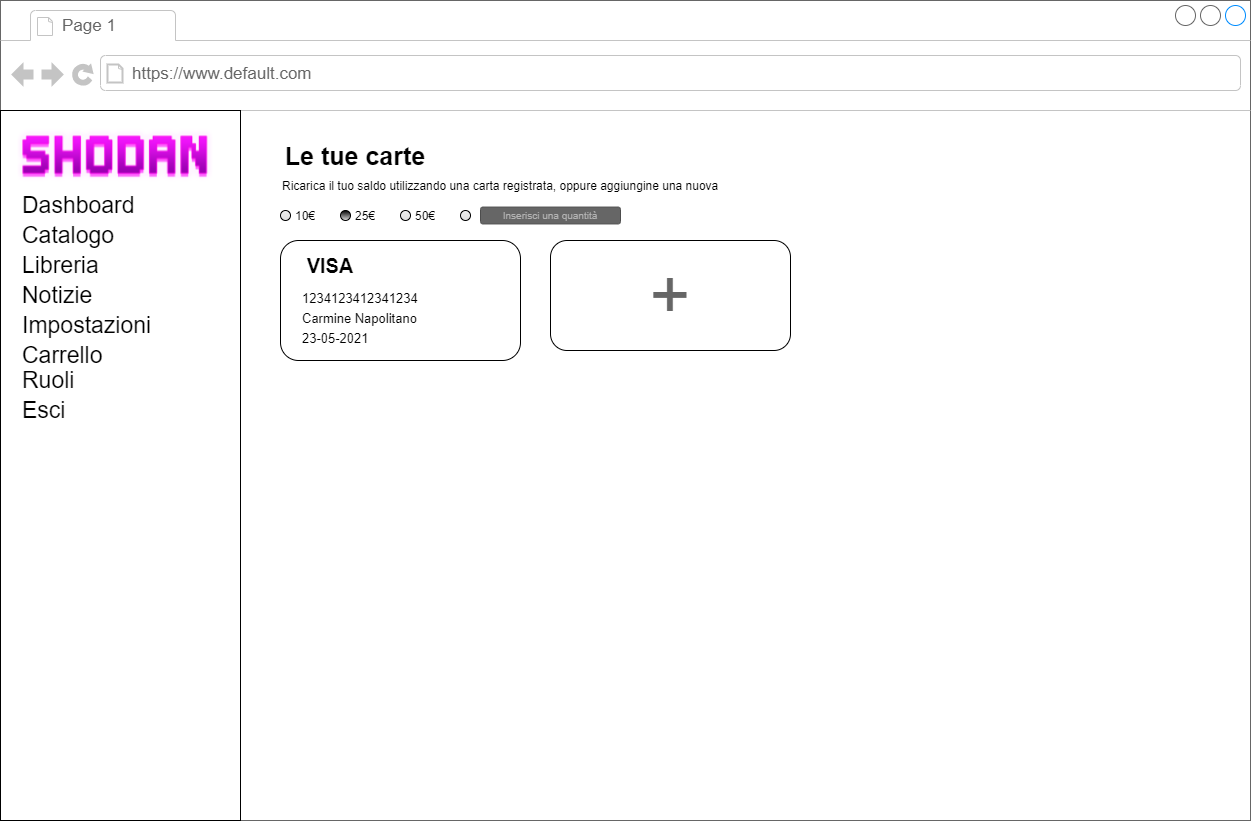 Page 1
https://www.default.com
SHODAN
Dashboard
Catalogo
Libreria
Notizie
Impostazioni
Carrello
Ruoli
Esci
Le tue carte
Ricarica il tuo saldo utilizzando una carta registrata, oppure aggiungine una nuova
10€ 25€ 50€ Inserisci una quantità
VISA
1234123412341234
Carmine Napolitano
23-05-2021
+